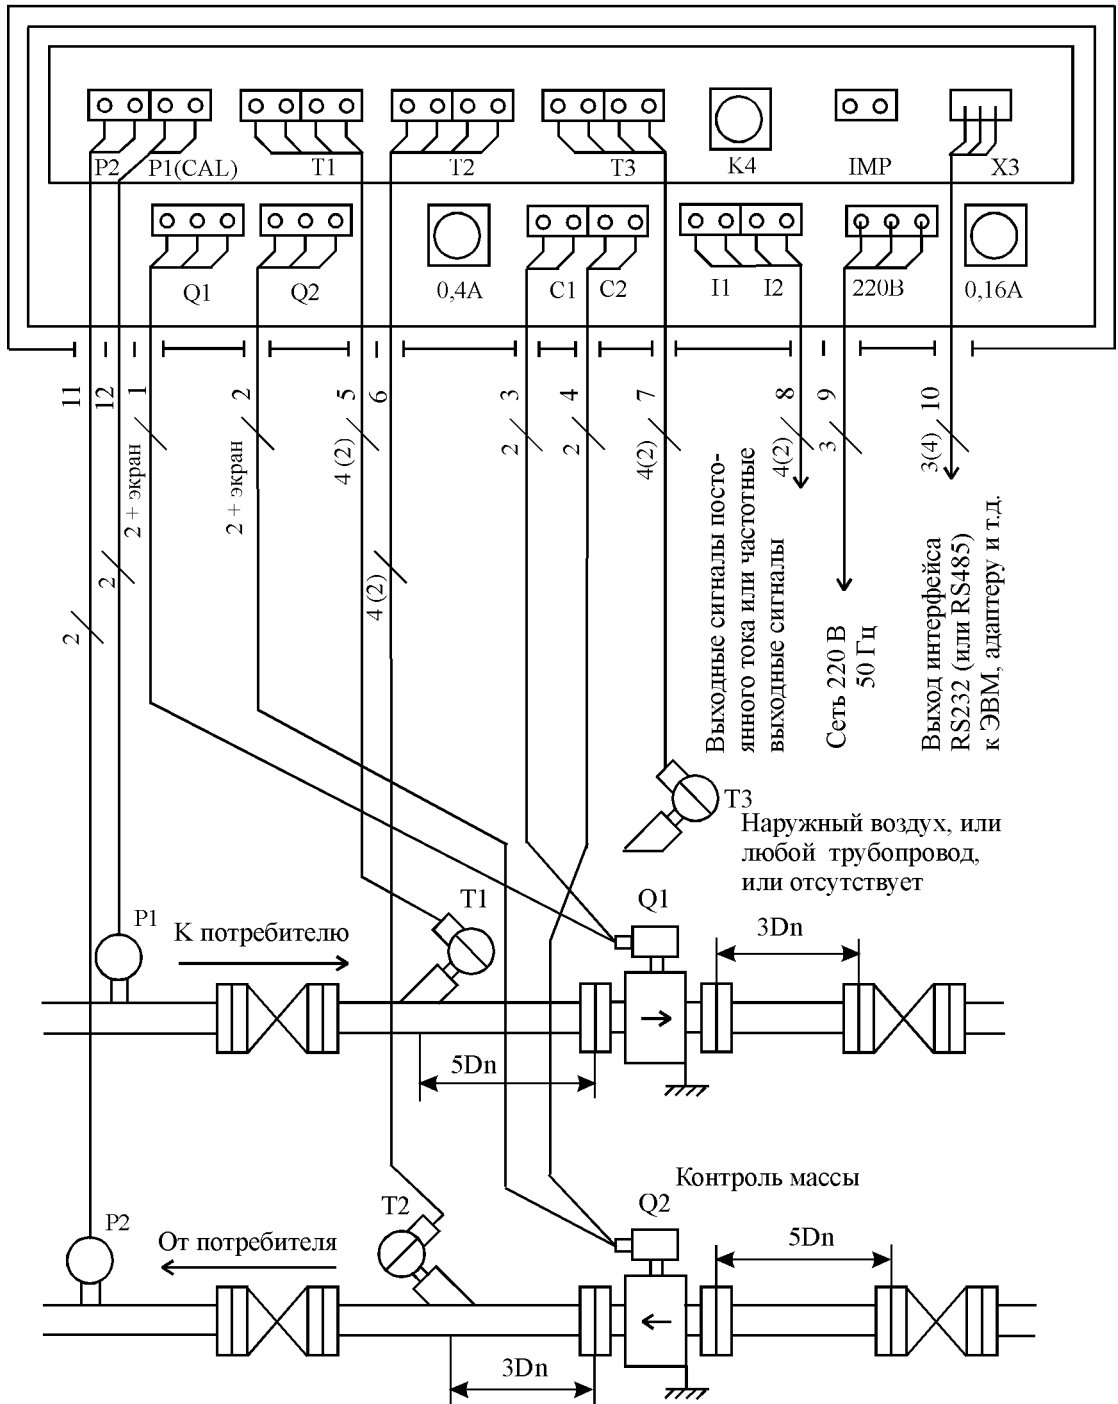 P2 P1(CAL) T1 T2 T3 K4 IMP X3
Q1 Q2 0,4А C1 C2 I1 I2 220В 0,16А
11 12 1 2 5 6 3 4 7 8 9 10
2
2
2 + экран
2 + экран
4 (2)
4 (2)
2
2
4(2)
4(2)
3
3(4)
Выходные сигналы посто-
янного тока или частотные
выходные сигналы
Сеть 220 В
50 Гц
Выход интерфейса
RS232 (или RS485)
к ЭВМ, адаптеру и т.д.
T3
Наружный воздух, или
любой трубопровод,
или отсутствует
P1
К потребителю
T1
Q1
3Dn
5Dn
Контроль массы
P2
От потребителя
T2
Q2
5Dn
3Dn